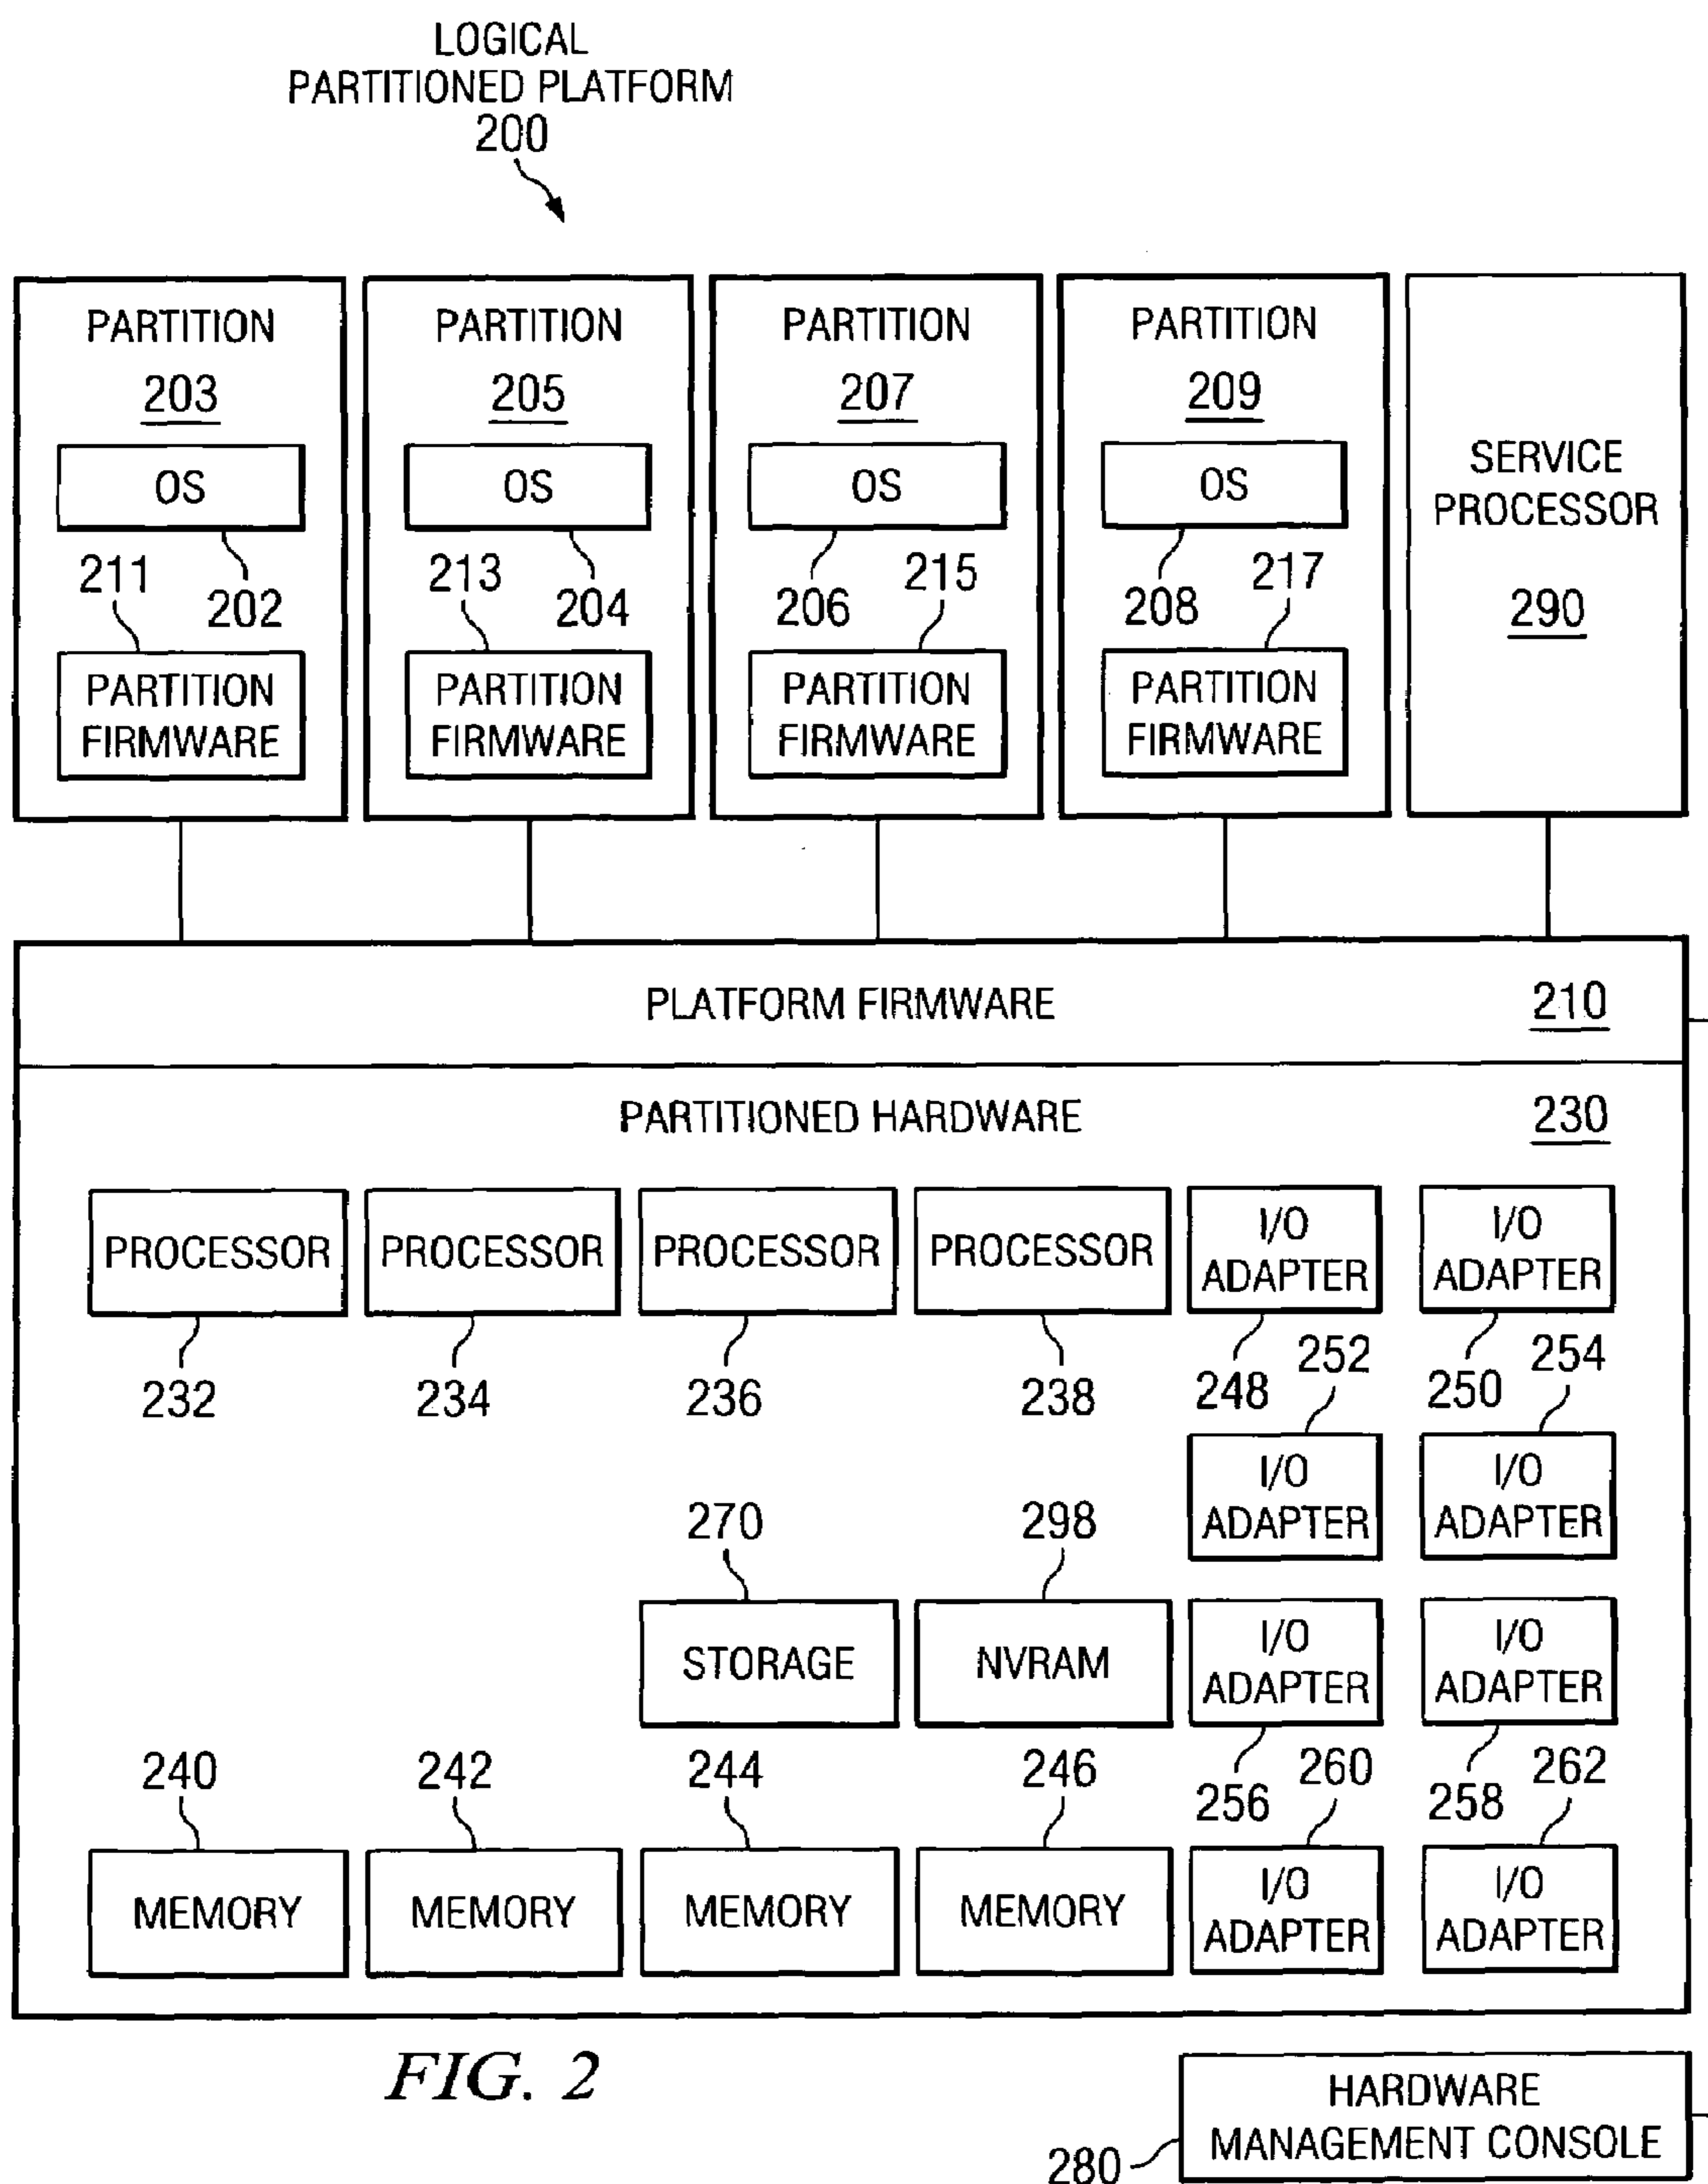 LOGICAL
PARTITIONED PLATFORM
200
PARTITION
203
OS
211
202
PARTITION
FIRMWARE
PARTITION
205
OS
213
204
PARTITION
FIRMWARE
PARTITION
207
OS
206
215
PARTITION
FIRMWARE
PARTITION
209
OS
208
217
PARTITION
FIRMWARE
SERVICE
PROCESSOR
290
PLATFORM FIRMWARE
210
PARTITIONED HARDWARE
230
PROCESSOR
232
PROCESSOR
234
PROCESSOR
236
PROCESSOR
238
I/O
ADAPTER
248
I/O
ADAPTER
250
252
I/O
ADAPTER
254
I/O
ADAPTER
270
STORAGE
298
NVRAM
I/O
ADAPTER
256
I/O
ADAPTER
258
240
MEMORY
242
MEMORY
244
MEMORY
246
MEMORY
260
I/O
ADAPTER
262
I/O
ADAPTER
FIG. 2
HARDWARE
MANAGEMENT CONSOLE
280